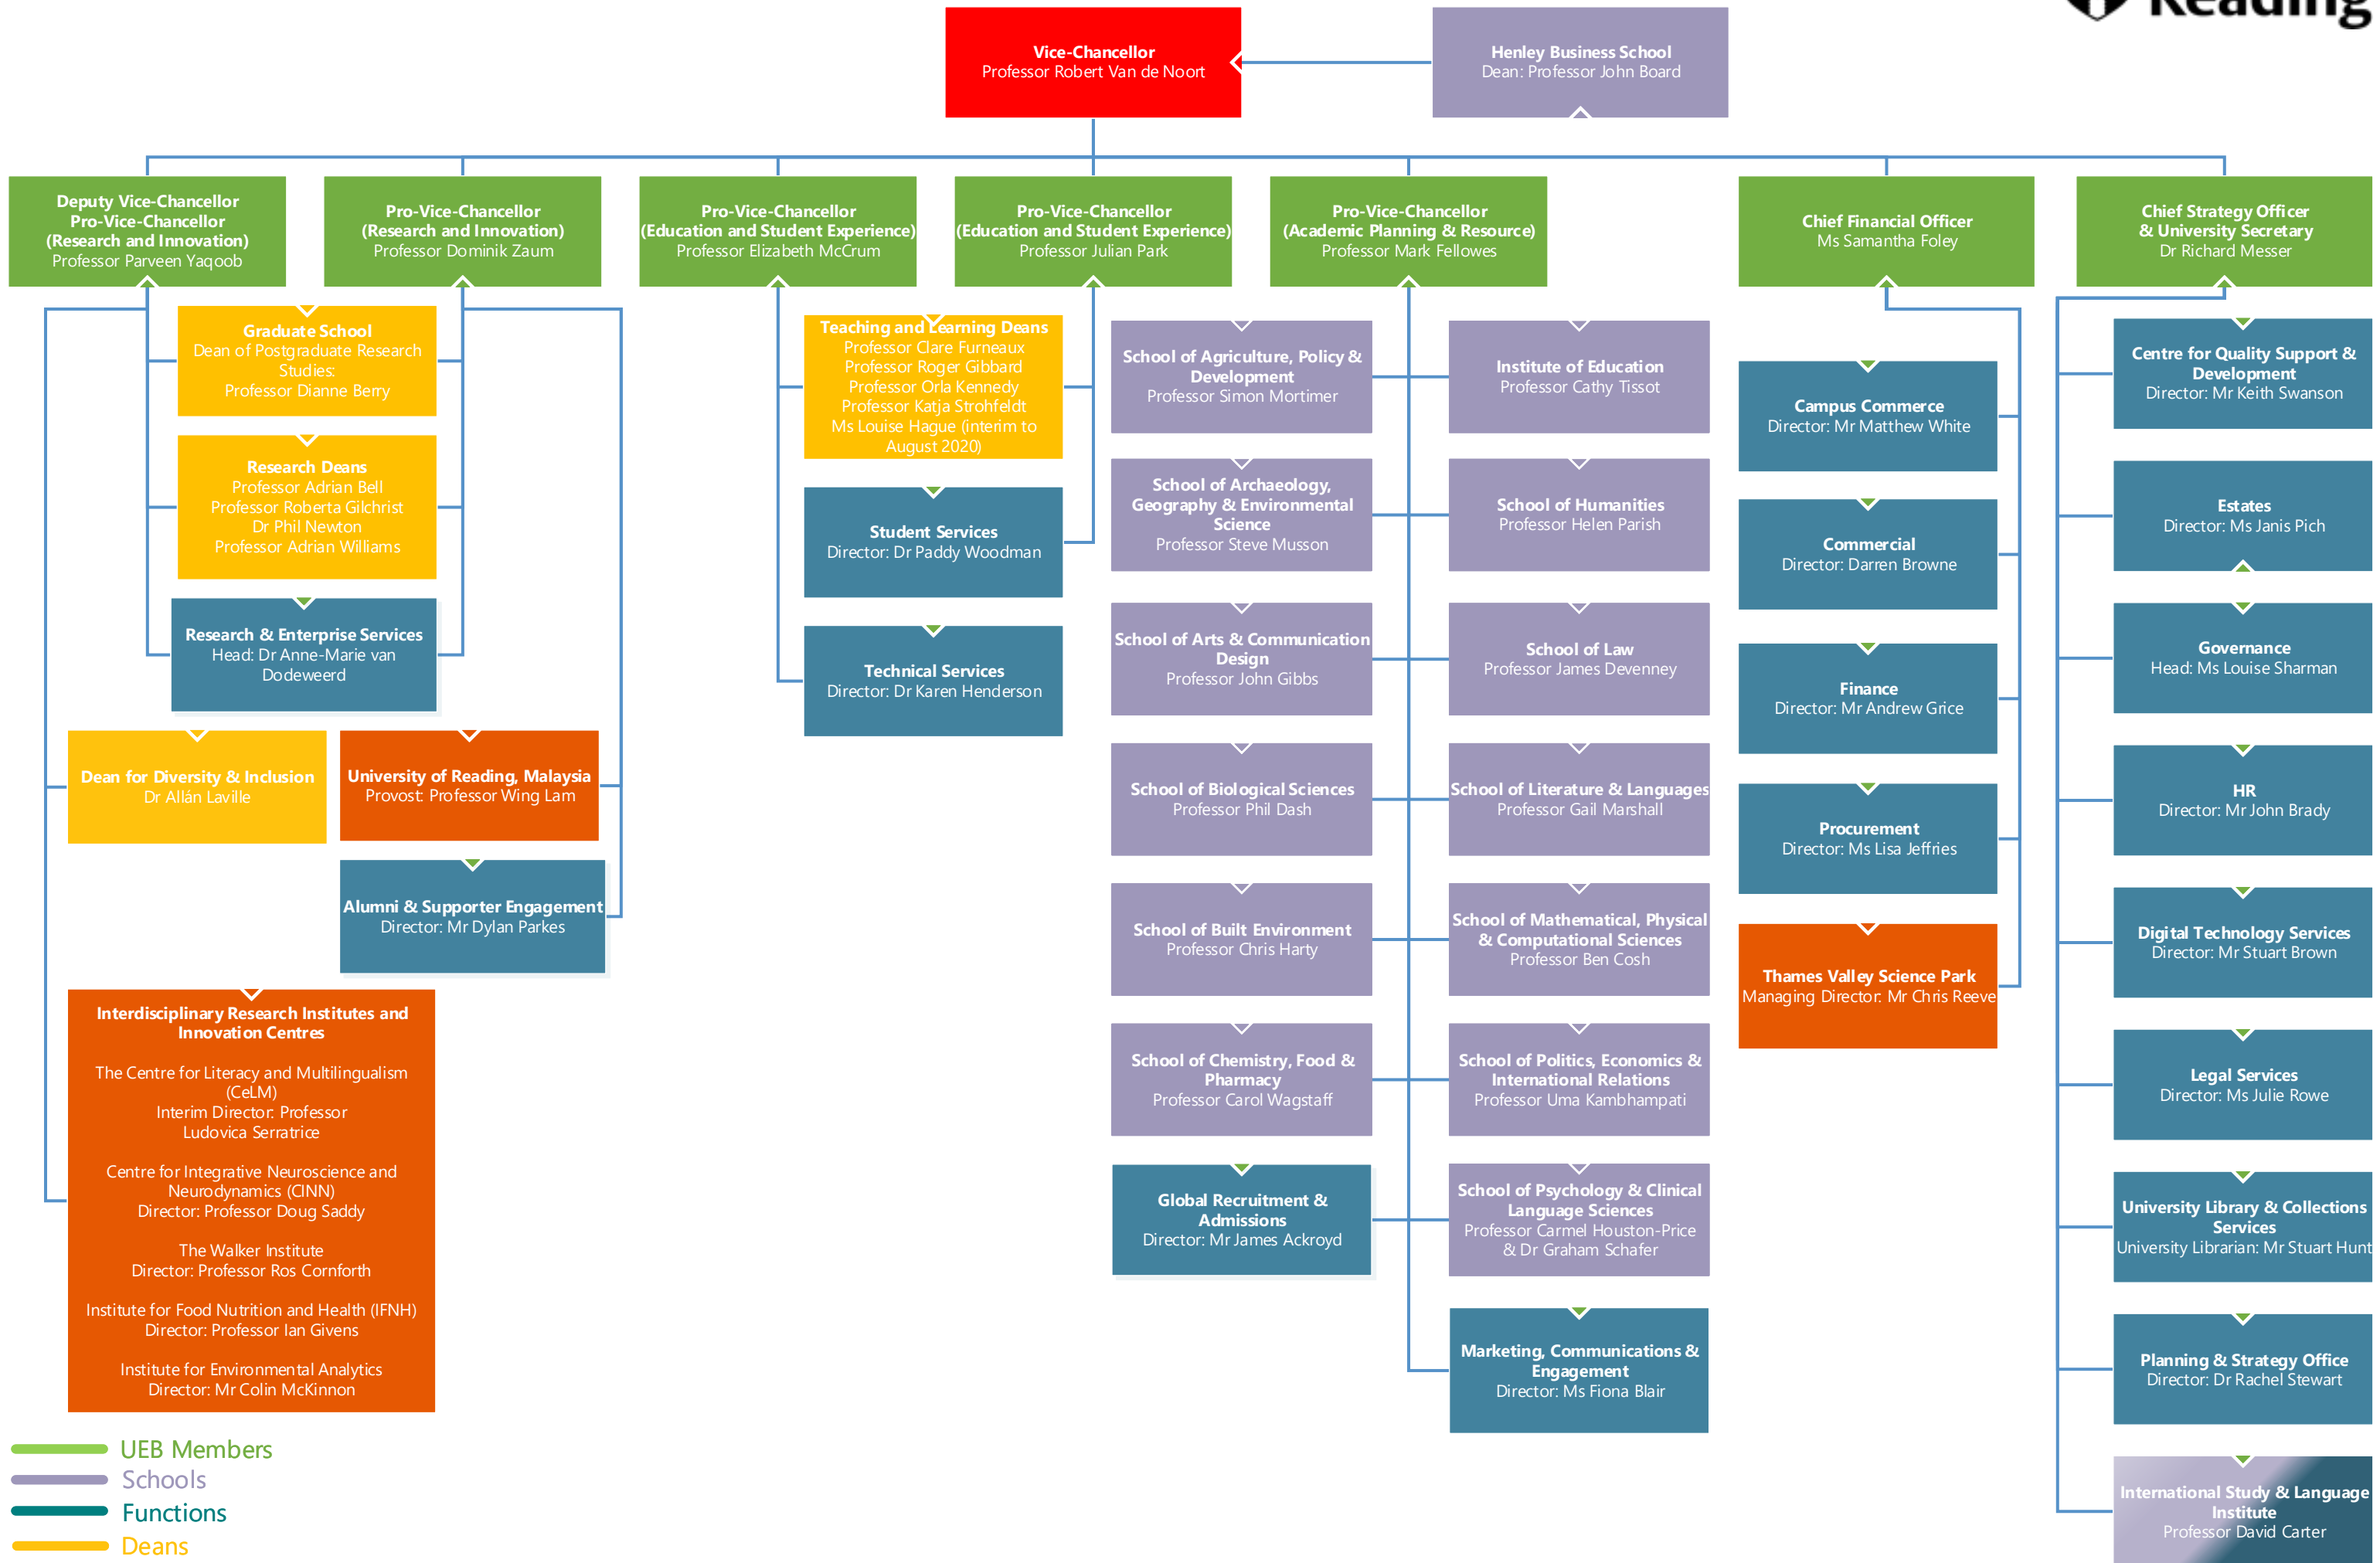 Reading
Vice-Chancellor
Professor Robert Van de Noort
Henley Business School
Dean: Professor John Board
Deputy Vice-Chancellor
Pro-Vice-Chancellor
(Research and Innovation)
Professor Parveen Yaqoob
Pro-Vice-Chancellor
(Research and Innovation)
Professor Dominik Zaum
Pro-Vice-Chancellor
(Education and Student Experience)
Professor Elizabeth McCrum
Pro-Vice-Chancellor
(Education and Student Experience)
Professor Julian Park
Pro-Vice-Chancellor
(Academic Planning & Resource)
Professor Mark Fellowes
Chief Financial Officer
Ms Samantha Foley
Chief Strategy Officer
& University Secretary
Dr Richard Messer
Graduate School
Dean of Postgraduate Research
Studies:
Professor Dianne Berry
Research Deans
Professor Adrian Bell
Professor Roberta Gilchrist
Dr Phil Newton
Professor Adrian Williams
Research & Enterprise Services
Head: Dr Anne-Marie van
Dodeweerd
Dean for Diversity & Inclusion
Dr Allán Laville
University of Reading, Malaysia
Provost: Professor Wing Lam
Alumni & Supporter Engagement
Director: Mr Dylan Parkes
Interdisciplinary Research Institutes and
Innovation Centres
The Centre for Literacy and Multilingualism
(CeLM)
Interim Director: Professor
Ludovica Serratrice
Centre for Integrative Neuroscience and
Neurodynamics (CINN)
Director: Professor Doug Saddy
The Walker Institute
Director: Professor Ros Cornforth
Institute for Food Nutrition and Health (IFNH)
Director: Professor Ian Givens
Institute for Environmental Analytics
Director: Mr Colin McKinnon
Teaching and Learning Deans
Professor Clare Furneaux
Professor Roger Gibbard
Professor Orla Kennedy
Professor Katja Strohfeldt
Ms Louise Hague (interim to
August 2020)
Student Services
Director: Dr Paddy Woodman
Technical Services
Director: Dr Karen Henderson
School of Agriculture, Policy &
Development
Professor Simon Mortimer
Institute of Education
Professor Cathy Tissot
School of Archaeology,
Geography & Environmental
Science
Professor Steve Musson
School of Humanities
Professor Helen Parish
School of Arts & Communication
Design
Professor John Gibbs
School of Law
Professor James Devenney
School of Biological Sciences
Professor Phil Dash
School of Literature & Languages
Professor Gail Marshall
School of Built Environment
Professor Chris Harty
School of Mathematical, Physical
& Computational Sciences
Professor Ben Cosh
School of Chemistry, Food &
Pharmacy
Professor Carol Wagstaff
School of Politics, Economics &
International Relations
Professor Uma Kambhampati
Global Recruitment &
Admissions
Director: Mr James Ackroyd
School of Psychology & Clinical
Language Sciences
Professor Carmel Houston-Price
& Dr Graham Schafer
Marketing, Communications &
Engagement
Director: Ms Fiona Blair
Campus Commerce
Director: Mr Matthew White
Commercial
Director: Darren Browne
Finance
Director: Mr Andrew Grice
Procurement
Director: Ms Lisa Jeffries
Thames Valley Science Park
Managing Director: Mr Chris Reeve
Centre for Quality Support &
Development
Director: Mr Keith Swanson
Estates
Director: Ms Janis Pich
Governance
Head: Ms Louise Sharman
HR
Director: Mr John Brady
Digital Technology Services
Director: Mr Stuart Brown
Legal Services
Director: Ms Julie Rowe
University Library & Collections
Services
University Librarian: Mr Stuart Hunt
Planning & Strategy Office
Director: Dr Rachel Stewart
International Study & Language
Institute
Professor David Carter
UEB Members
Schools
Functions
Deans